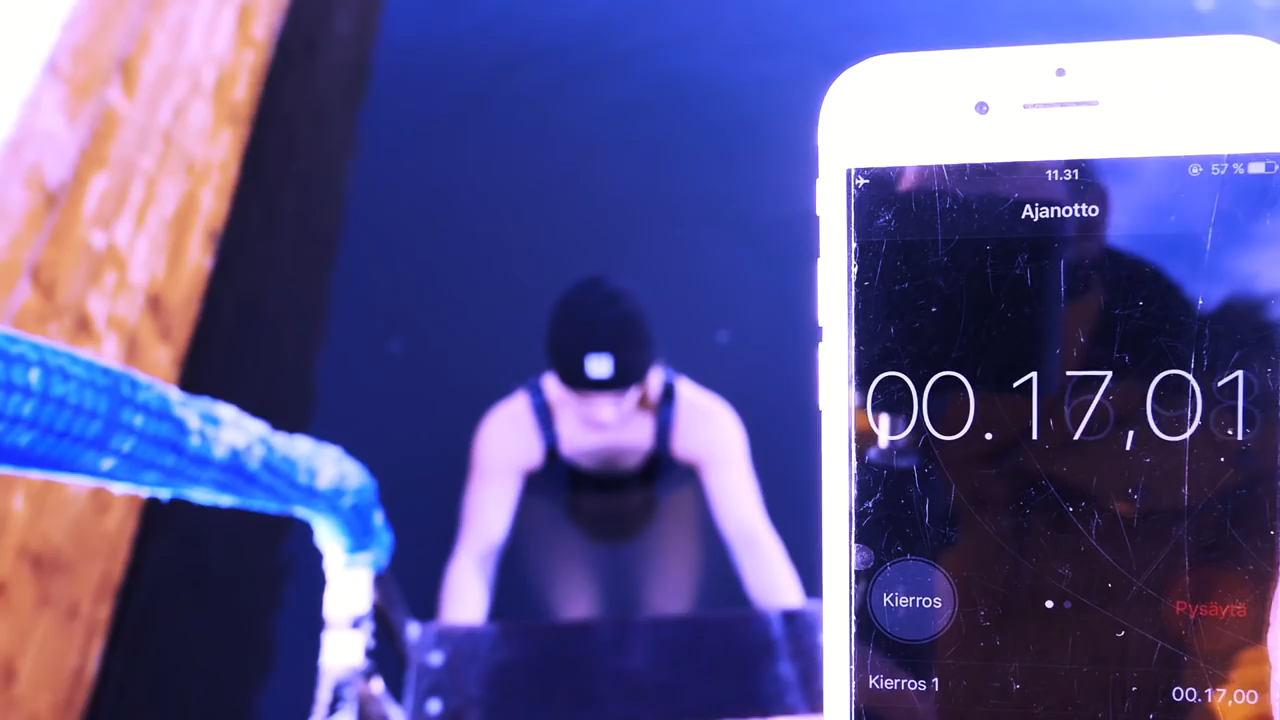 11.31 57 %
Ajanotto
00.17,01
Kierros
Pysäytä
Kierros 1 00.17,00